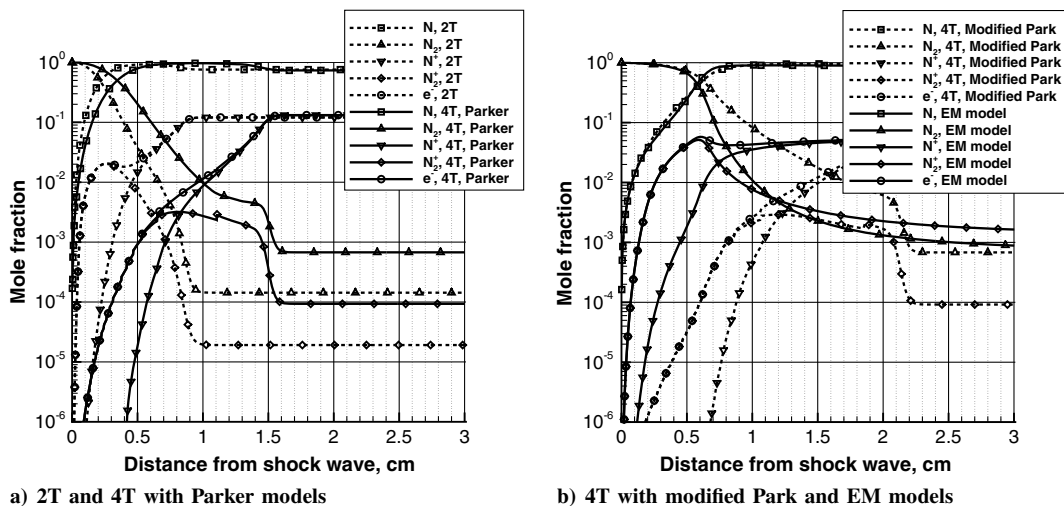 a)
N, 2T
N₂, 2T
N⁺, 2T
N₂⁺, 2T
e⁻, 2T
N, 4T, Parker
N₂, 4T, Parker
N⁺, 4T, Parker
N₂⁺, 4T, Parker
e⁻, 4T, Parker
10⁰
10⁻¹
10⁻²
10⁻³
10⁻⁴
10⁻⁵
10⁻⁶
Mole fraction
0 0.5 1 1.5 2 2.5 3
Distance from shock wave, cm
a) 2T and 4T with Parker models
b)
N, 4T, Modified Park
N₂, 4T, Modified Park
N⁺, 4T, Modified Park
N₂⁺, 4T, Modified Park
e⁻, 4T, Modified Park
N, EM model
N₂, EM model
N⁺, EM model
N₂⁺, EM model
e⁻, EM model
10⁰
10⁻¹
10⁻²
10⁻³
10⁻⁴
10⁻⁵
10⁻⁶
Mole fraction
0 0.5 1 1.5 2 2.5 3
Distance from shock wave, cm
b) 4T with modified Park and EM models